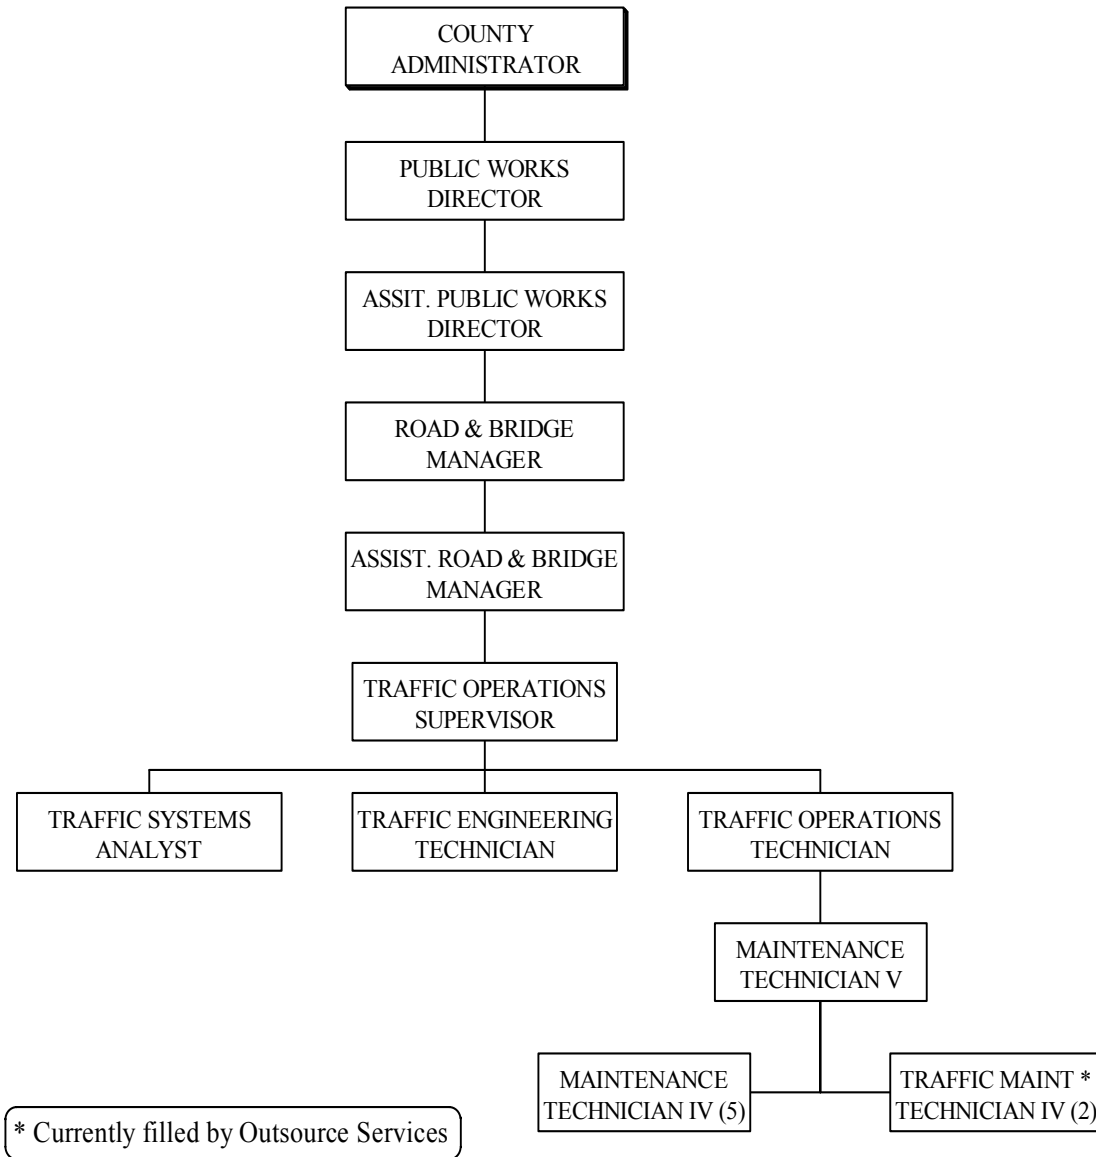 COUNTY
ADMINISTRATOR
PUBLIC WORKS
DIRECTOR
ASSIT. PUBLIC WORKS
DIRECTOR
ROAD & BRIDGE
MANAGER
ASSIST. ROAD & BRIDGE
MANAGER
TRAFFIC OPERATIONS
SUPERVISOR
TRAFFIC SYSTEMS
ANALYST
TRAFFIC ENGINEERING
TECHNICIAN
TRAFFIC OPERATIONS
TECHNICIAN
MAINTENANCE
TECHNICIAN V
MAINTENANCE
TECHNICIAN IV (5)
TRAFFIC MAINT *
TECHNICIAN IV (2)
* Currently filled by Outsource Services